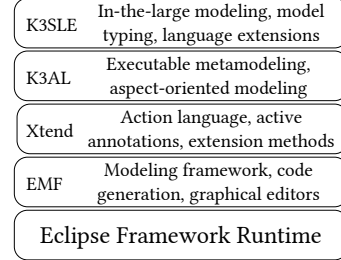 K3SLE
In-the-large modeling, model
typing, language extensions
K3AL
Executable metamodeling,
aspect-oriented modeling
Xtend
Action language, active
annotations, extension methods
EMF
Modeling framework, code
generation, graphical editors
Eclipse Framework Runtime